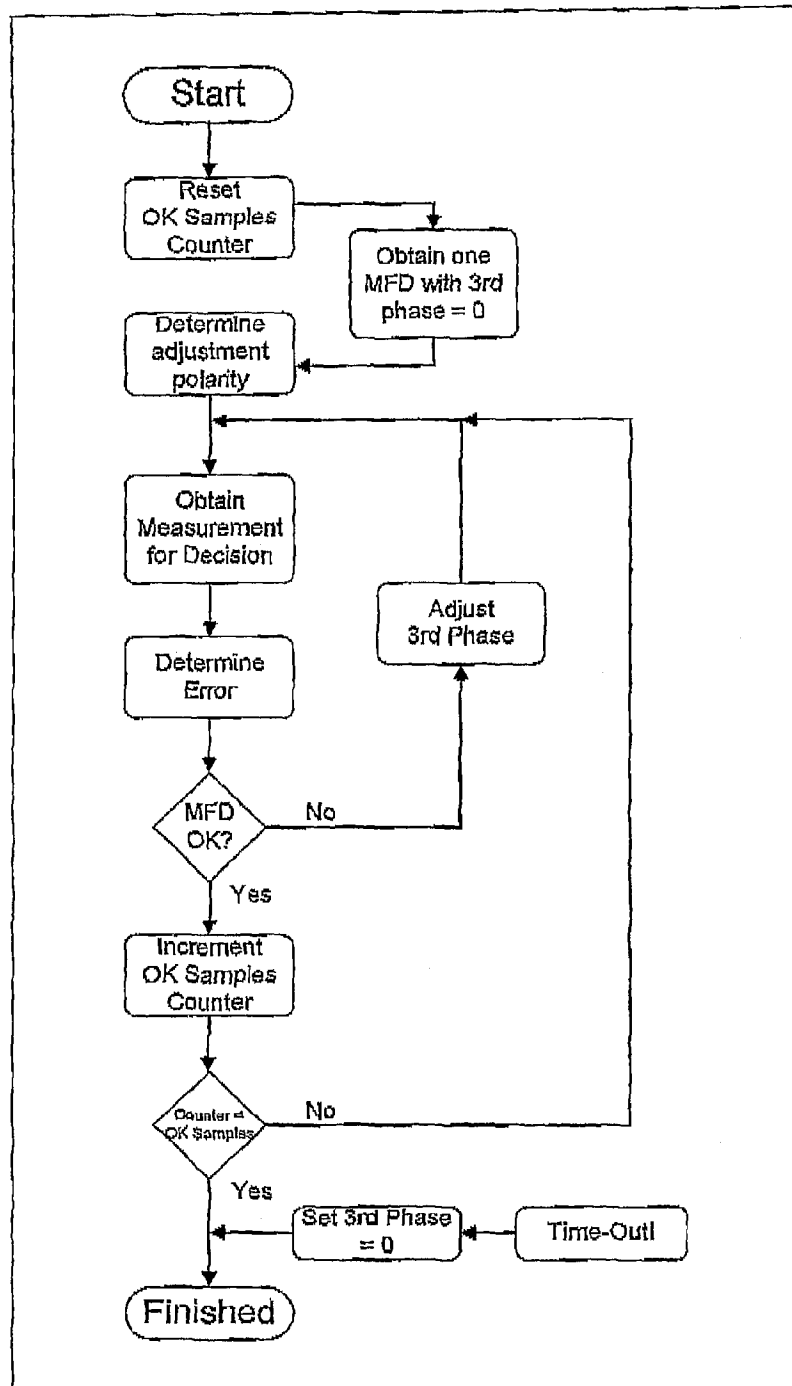 Start
Reset
OK Samples
Counter
Obtain one
MFD with 3rd
phase = 0
Determine
adjustment
polarity
Obtain
Measurement
for Decision
Adjust
3rd Phase
Determine
Error
MFD
OK?
No
Yes
Increment
OK Samples
Counter
Counter =
OK Samples
No
Yes
Set 3rd Phase
= 0
Time-Out!
Finished